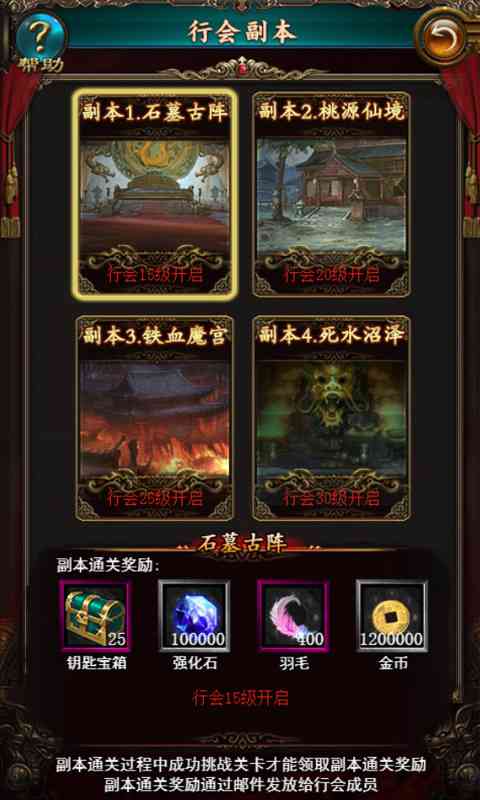 行会副本
帮助
副本1.石墓古阵
副本2.桃源仙境
行会15级开启
行会20级开启
副本3.铁血魔宫
副本4.死水沼泽
行会25级开启
行会30级开启
石墓古阵
副本通关奖励:
25
100000
400
1200000
钥匙宝箱
强化石
羽毛
金币
行会15级开启
副本通关过程中成功挑战关卡才能领取副本通关奖励
副本通关奖励通过邮件发放给行会成员